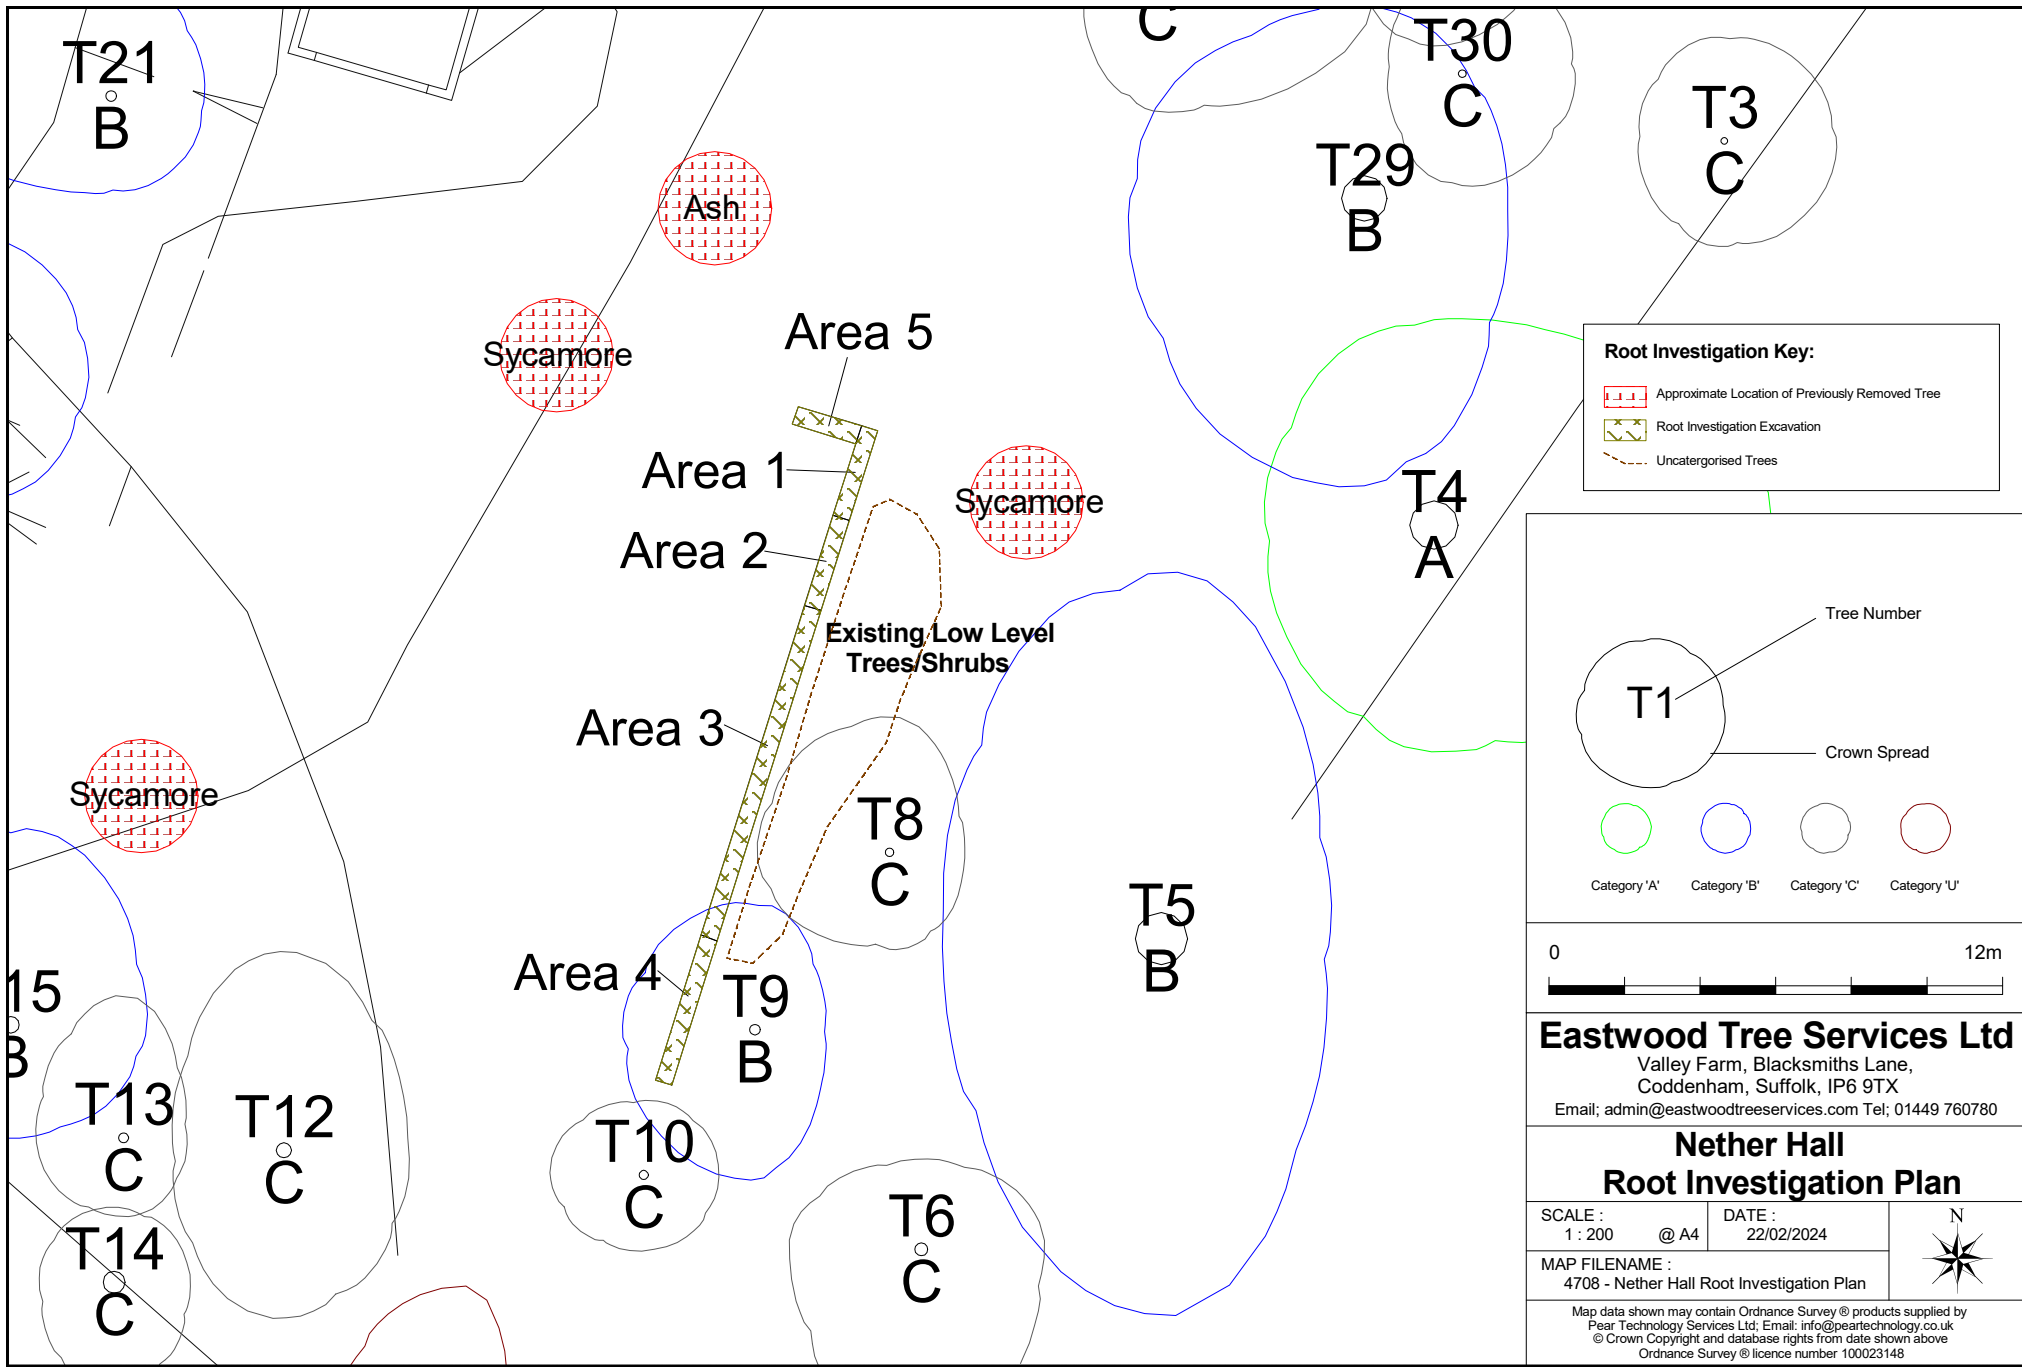 T21
B
C
T30
C
T3
C
T29
B
Ash
Sycamore
Area 5
Area 1
Area 2
Sycamore
T4
A
Existing Low Level
Trees/Shrubs
Area 3
Sycamore
T8
C
T5
B
Area 4
T9
B
15
B
T13
C
T12
C
T10
C
T14
C
T6
C
Root Investigation Key:
Approximate Location of Previously Removed Tree
Root Investigation Excavation
Uncatergorised Trees
Tree Number
T1
Crown Spread
Category 'A' Category 'B' Category 'C' Category 'U'
0 12m
Eastwood Tree Services Ltd
Valley Farm, Blacksmiths Lane,
Coddenham, Suffolk, IP6 9TX
Email; admin@eastwoodtreeservices.com Tel; 01449 760780
Nether Hall
Root Investigation Plan
SCALE :
1 : 200 @ A4
DATE :
22/02/2024
N
MAP FILENAME :
4708 - Nether Hall Root Investigation Plan
Map data shown may contain Ordnance Survey ® products supplied by
Pear Technology Services Ltd; Email: info@peartechnology.co.uk
© Crown Copyright and database rights from date shown above
Ordnance Survey ® licence number 100023148